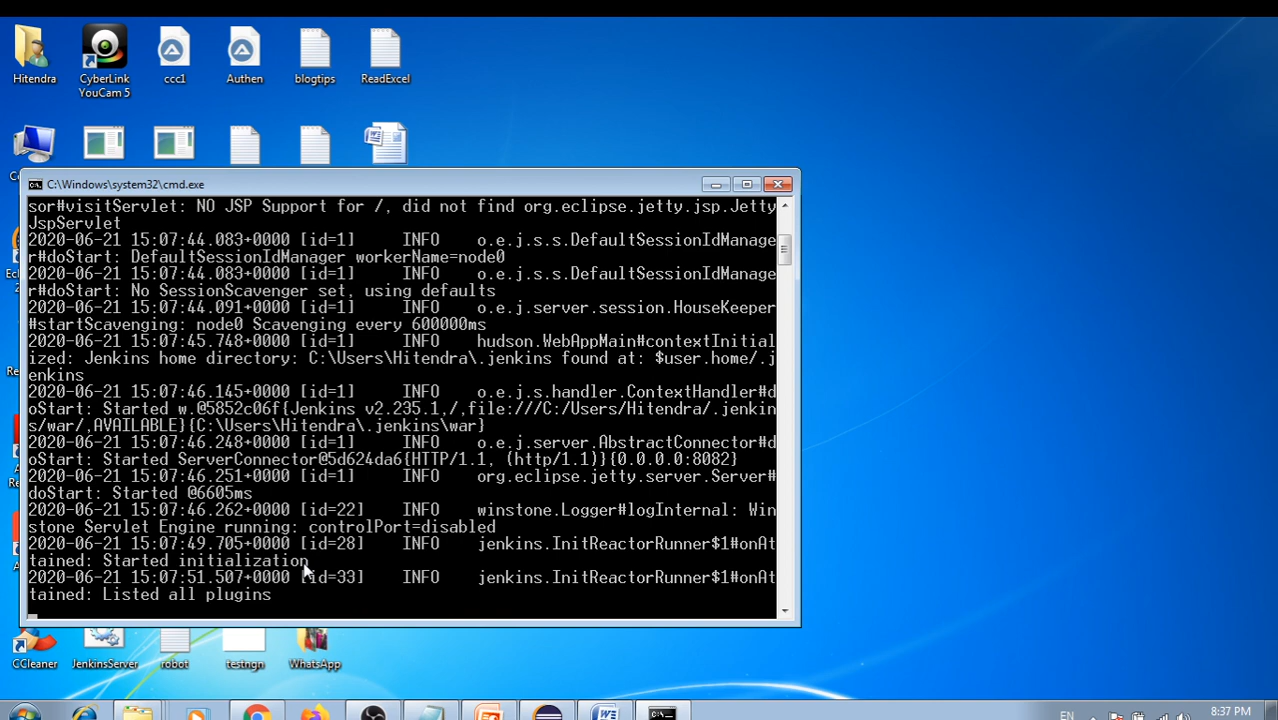 Hitendra
CyberLink
YouCam 5
ccc1
Authen
blogtips
ReadExcel
C:\Windows\system32\cmd.exe
sor#visitServlet: NO JSP Support for /, did not find org.eclipse.jetty.jsp.Jetty
JspServlet
2020-06-21 15:07:44.083+0000 [id=1] INFO o.e.j.s.s.DefaultSessionIdManage
r#doStart: DefaultSessionIdManager workerName=node0
2020-06-21 15:07:44.083+0000 [id=1] INFO o.e.j.s.s.DefaultSessionIdManage
r#doStart: No SessionScavenger set, using defaults
2020-06-21 15:07:44.091+0000 [id=1] INFO o.e.j.server.session.HouseKeeper
#startScavenging: node0 Scavenging every 600000ms
2020-06-21 15:07:45.748+0000 [id=1] INFO hudson.WebAppMain#contextInitial
ized: Jenkins home directory: C:\Users\Hitendra\.jenkins found at: $user.home/.j
enkins
2020-06-21 15:07:46.145+0000 [id=1] INFO o.e.j.s.handler.ContextHandler#d
oStart: Started w.@5852c06f{Jenkins v2.235.1,/,file:///C:/Users/Hitendra/.jenkin
s/war/,AVAILABLE}{C:\Users\Hitendra\.jenkins\war}
2020-06-21 15:07:46.248+0000 [id=1] INFO o.e.j.server.AbstractConnector#d
oStart: Started ServerConnector@5d624da6{HTTP/1.1, (http/1.1)}{0.0.0.0:8082}
2020-06-21 15:07:46.251+0000 [id=1] INFO org.eclipse.jetty.server.Server#
doStart: Started @6605ms
2020-06-21 15:07:46.262+0000 [id=22] INFO winstone.Logger#logInternal: Win
stone Servlet Engine running: controlPort=disabled
2020-06-21 15:07:49.705+0000 [id=28] INFO jenkins.InitReactorRunner$1#onAt
tained: Started initialization
2020-06-21 15:07:51.507+0000 [id=33] INFO jenkins.InitReactorRunner$1#onAt
tained: Listed all plugins
CCleaner
JenkinsServer
robot
testngn
WhatsApp
EN
8:37 PM